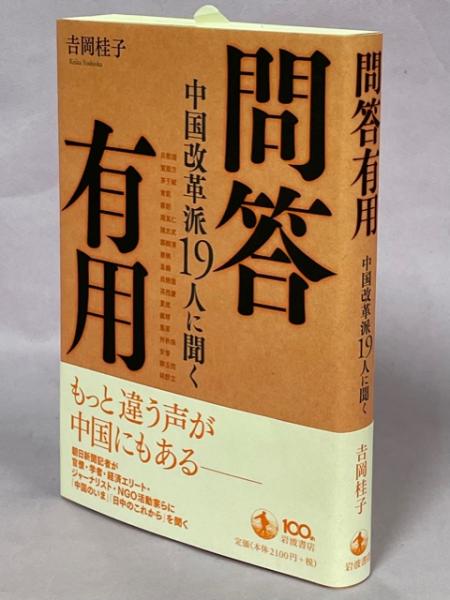 吉岡桂子
Keiko Yoshioka
問答
有用
中国改革派19人に聞く
もっと違う声が
中国にもある――
朝日新聞記者が
官僚・学者・経済エリート・
ジャーナリスト・NGO活動家らに
「中国のいま」「日中のこれから」を聞く
100th
岩波書店
定価(本体2100円+税)
問答有用
中国改革派19人に聞く
吉岡桂子
岩波書店